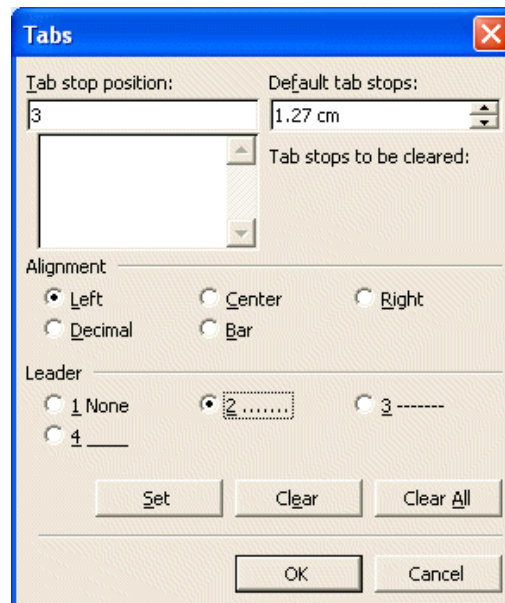 Tabs
Tab stop position: Default tab stops:
3 1.27 cm
Tab stops to be cleared:
Alignment
Left Center Right
Decimal Bar
Leader
1 None 2 ....... 3 -------
4 ____
Set Clear Clear All
OK Cancel